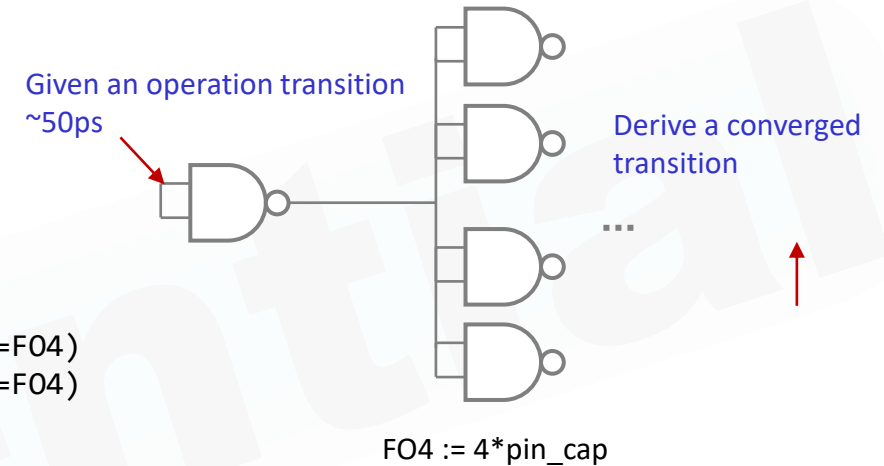 Given an operation transition
~50ps
Derive a converged
transition
...
=FO4)
=FO4)
FO4 := 4*pin_cap